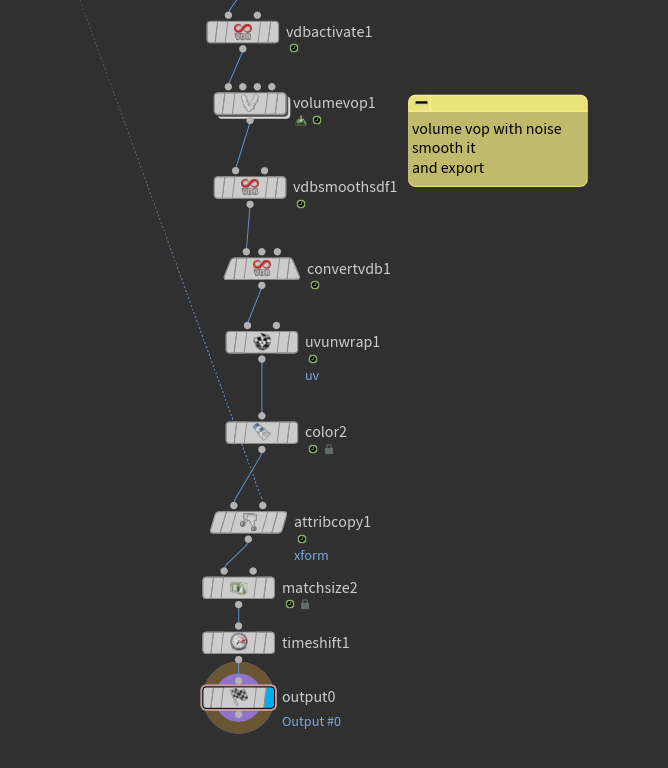 vdbactivate1
volumevop1
volume vop with noise
smooth it
and export
vdbsmoothsdf1
convertvdb1
uvunwrap1
uv
color2
attribcopy1
xform
matchsize2
timeshift1
output0
Output #0